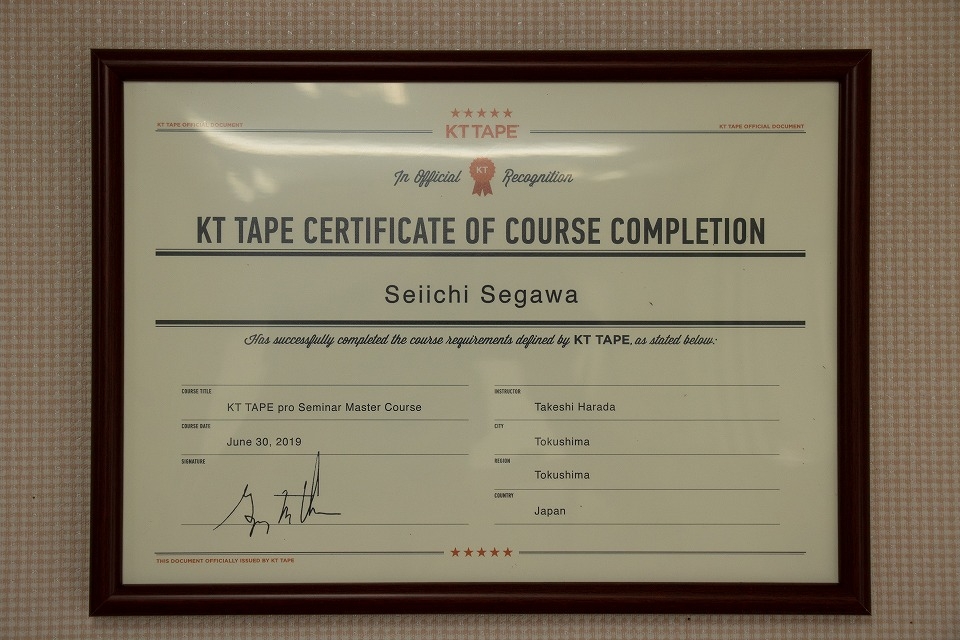 KT TAPE OFFICIAL DOCUMENT
KT TAPE
KT TAPE OFFICIAL DOCUMENT
In Official KT Recognition
KT TAPE CERTIFICATE OF COURSE COMPLETION
Seiichi Segawa
Has successfully completed the course requirements defined by KT TAPE, as stated below:
COURSE TITLE
KT TAPE pro Seminar Master Course
COURSE DATE
June 30, 2019
SIGNATURE
INSTRUCTOR
Takeshi Harada
CITY
Tokushima
REGION
Tokushima
COUNTRY
Japan
THIS DOCUMENT OFFICIALLY ISSUED BY KT TAPE